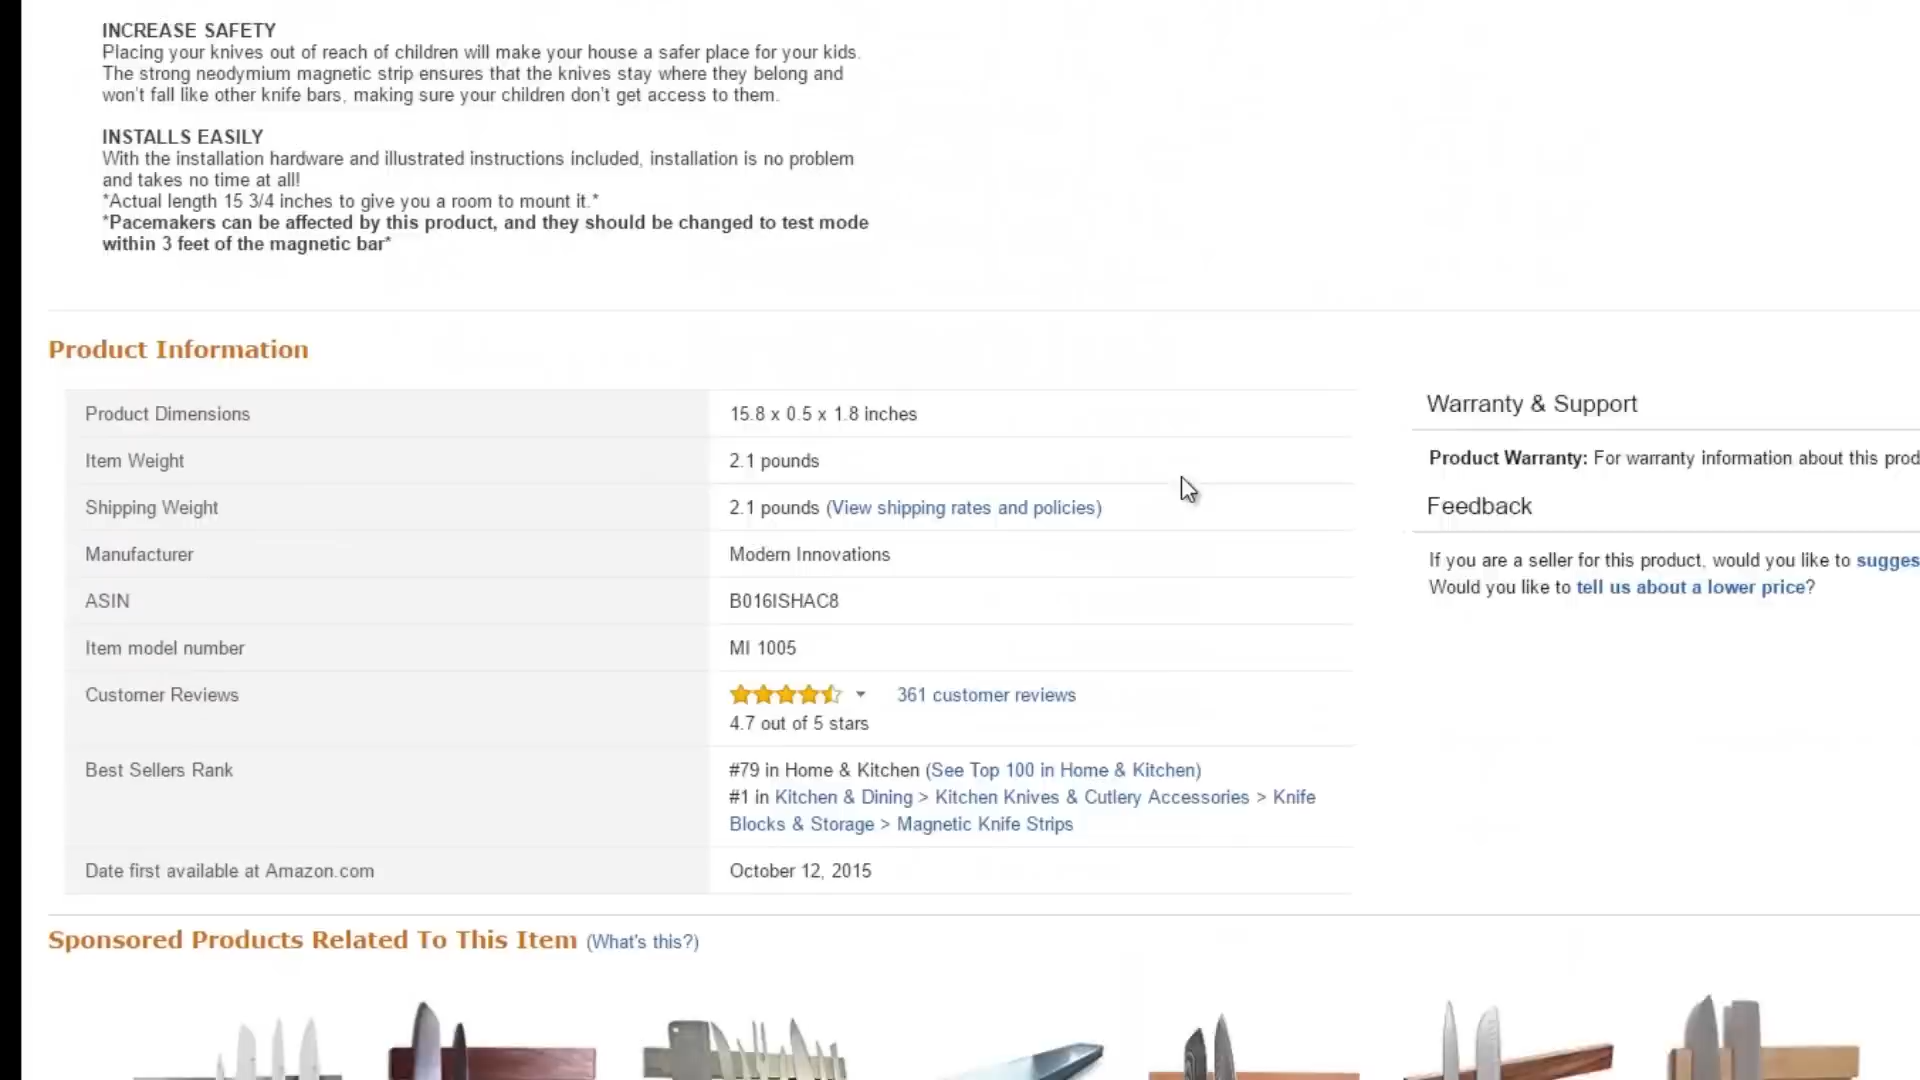 INCREASE SAFETY
Placing your knives out of reach of children will make your house a safer place for your kids.
The strong neodymium magnetic strip ensures that the knives stay where they belong and
won't fall like other knife bars, making sure your children don't get access to them.
INSTALLS EASILY
With the installation hardware and illustrated instructions included, installation is no problem
and takes no time at all!
*Actual length 15 3/4 inches to give you a room to mount it.*
*Pacemakers can be affected by this product, and they should be changed to test mode
within 3 feet of the magnetic bar*
Product Information
Product Dimensions 15.8 x 0.5 x 1.8 inches
Item Weight 2.1 pounds
Shipping Weight 2.1 pounds (View shipping rates and policies)
Manufacturer Modern Innovations
ASIN B016ISHAC8
Item model number MI 1005
Customer Reviews 361 customer reviews
4.7 out of 5 stars
Best Sellers Rank #79 in Home & Kitchen (See Top 100 in Home & Kitchen)
#1 in Kitchen & Dining > Kitchen Knives & Cutlery Accessories > Knife
Blocks & Storage > Magnetic Knife Strips
Date first available at Amazon.com October 12, 2015
Warranty & Support
Product Warranty: For warranty information about this prod
Feedback
If you are a seller for this product, would you like to sugges
Would you like to tell us about a lower price?
Sponsored Products Related To This Item (What's this?)